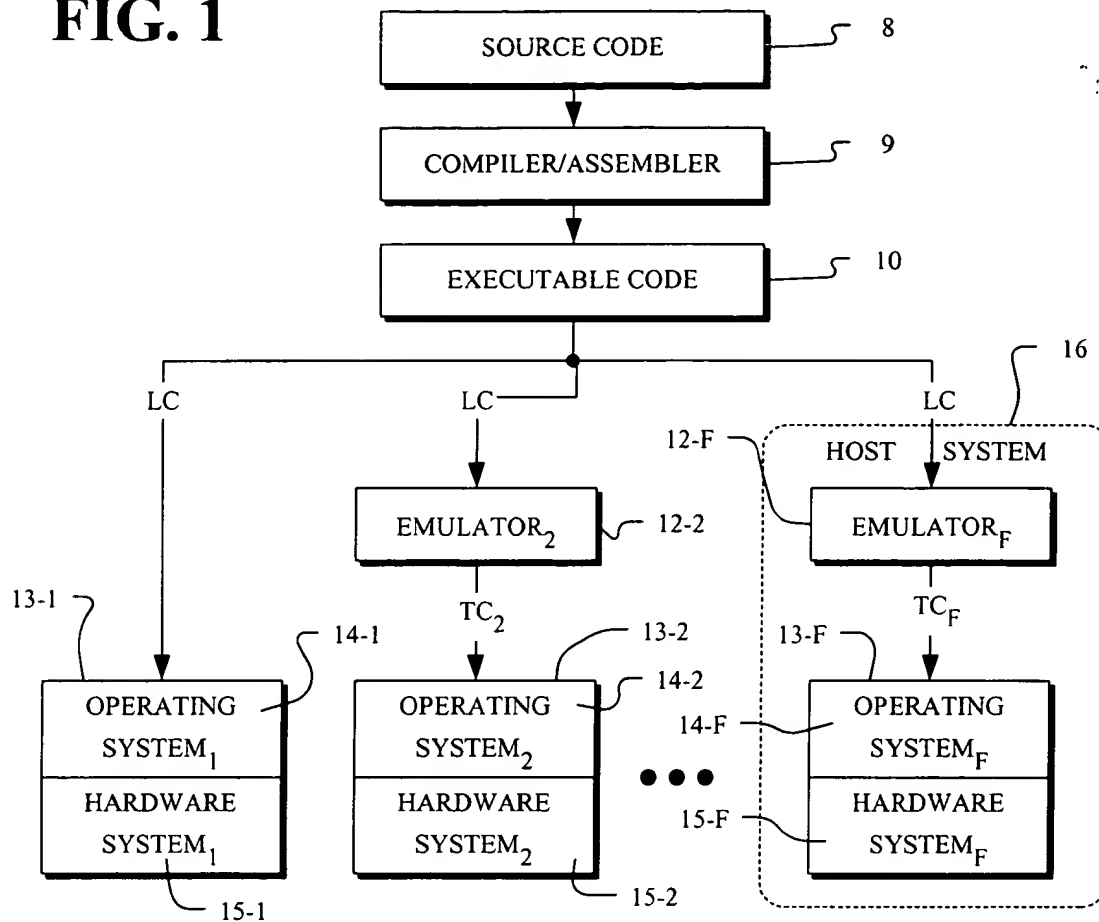 FIG. 1
SOURCE CODE
8
COMPILER/ASSEMBLER
9
EXECUTABLE CODE
10
16
LC
LC
LC
12-F
HOST SYSTEM
EMULATOR2
12-2
EMULATORF
13-1
TC2
TCF
14-1
13-2
13-F
OPERATING
SYSTEM1
14-2
OPERATING
SYSTEM2
14-F
OPERATING
SYSTEMF
HARDWARE
SYSTEM1
HARDWARE
SYSTEM2
15-F
HARDWARE
SYSTEMF
15-1
15-2